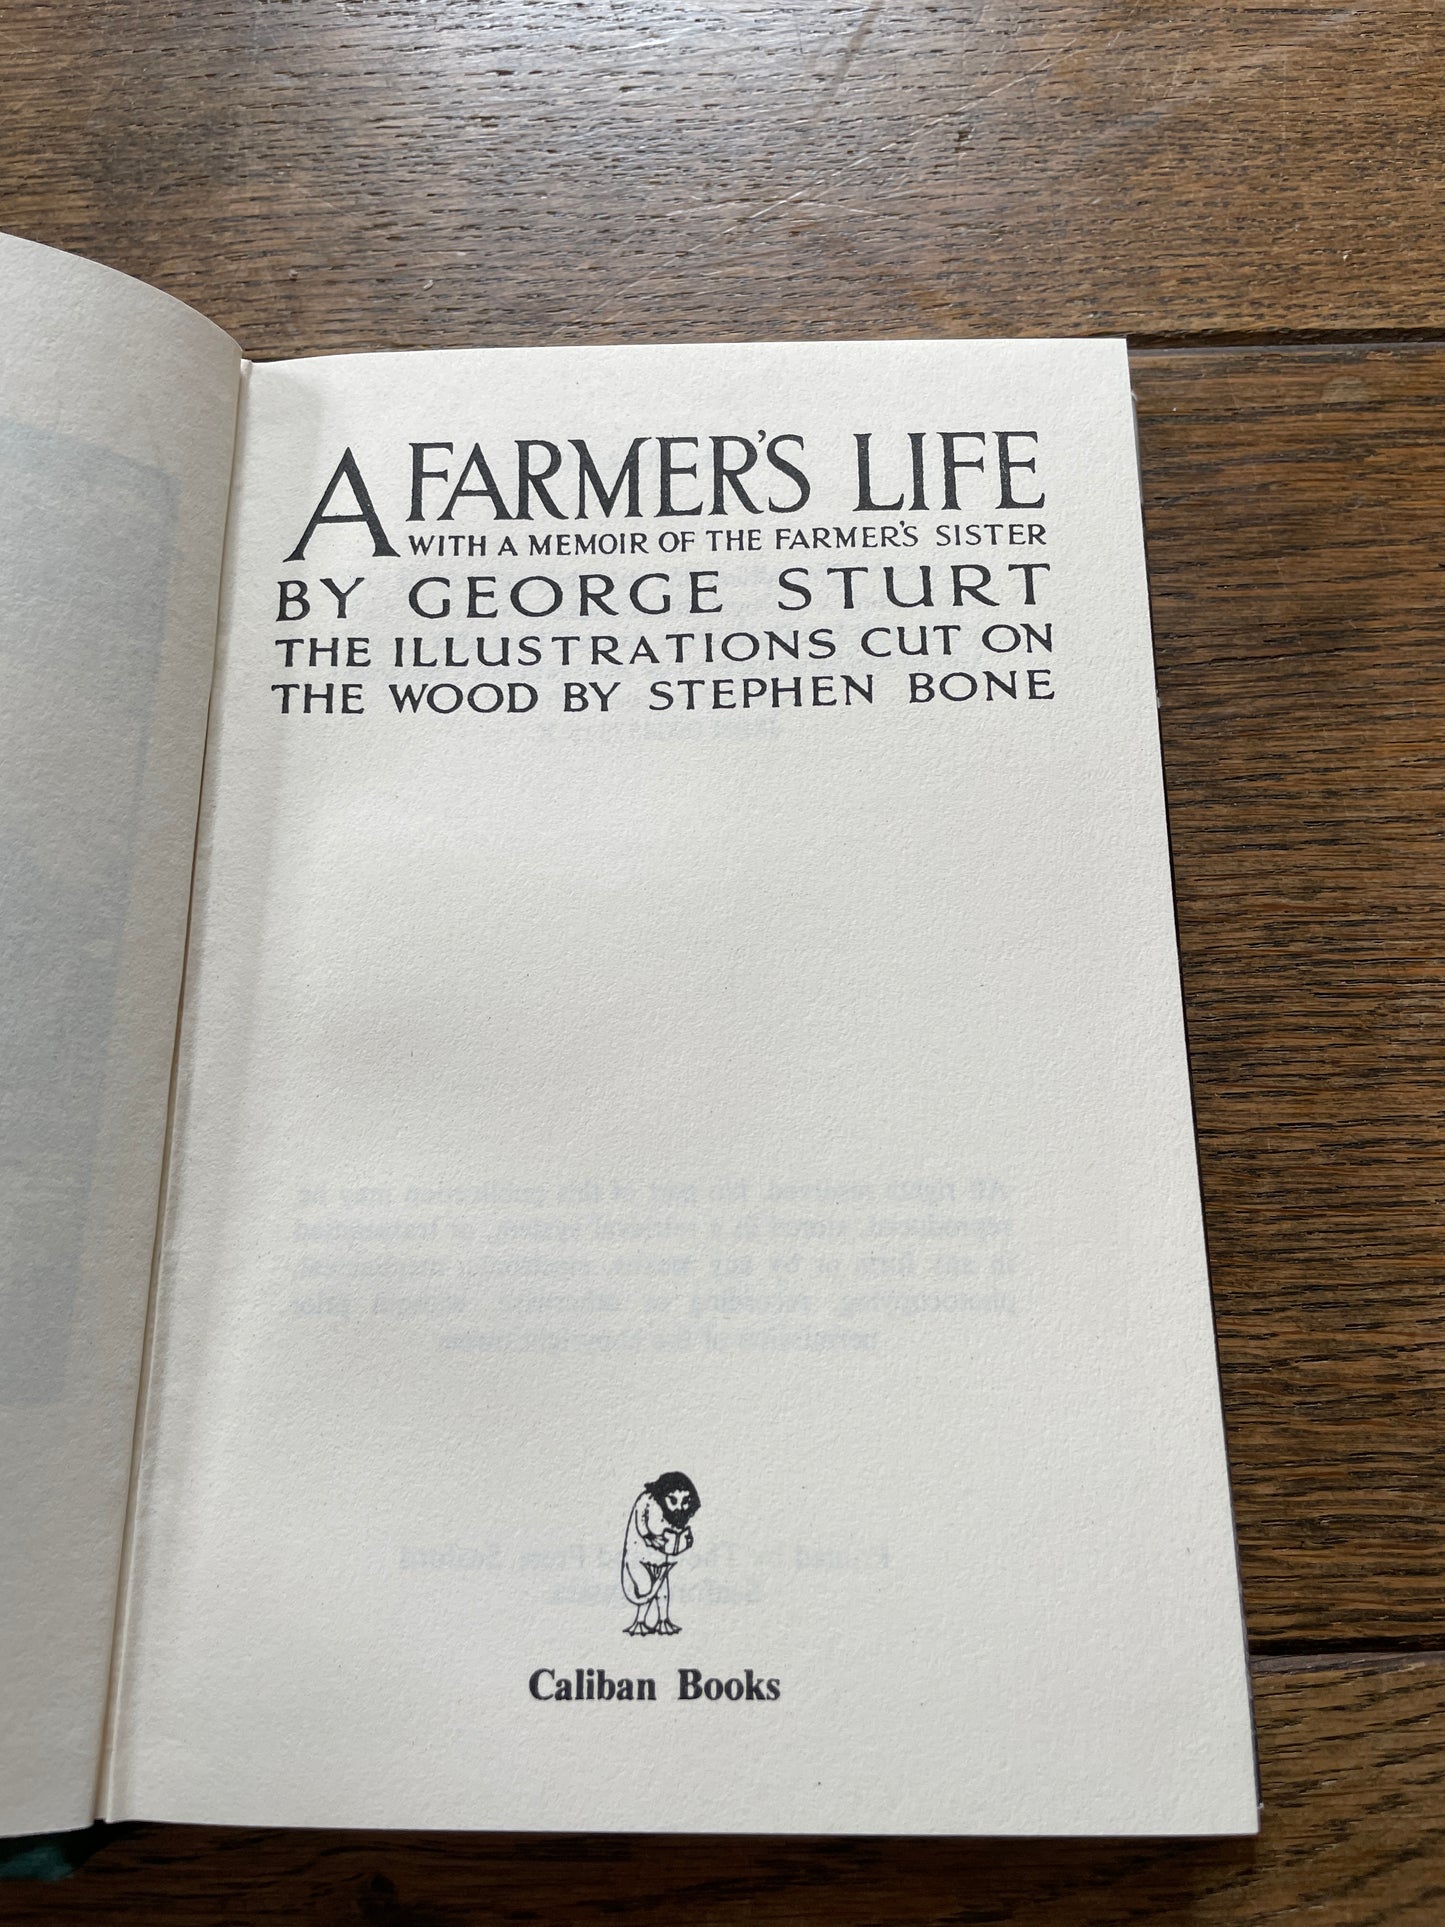 A FARMER'S LIFE
WITH A MEMOIR OF THE FARMER'S SISTER
BY GEORGE STURT
THE ILLUSTRATIONS CUT ON
THE WOOD BY STEPHEN BONE
Caliban Books